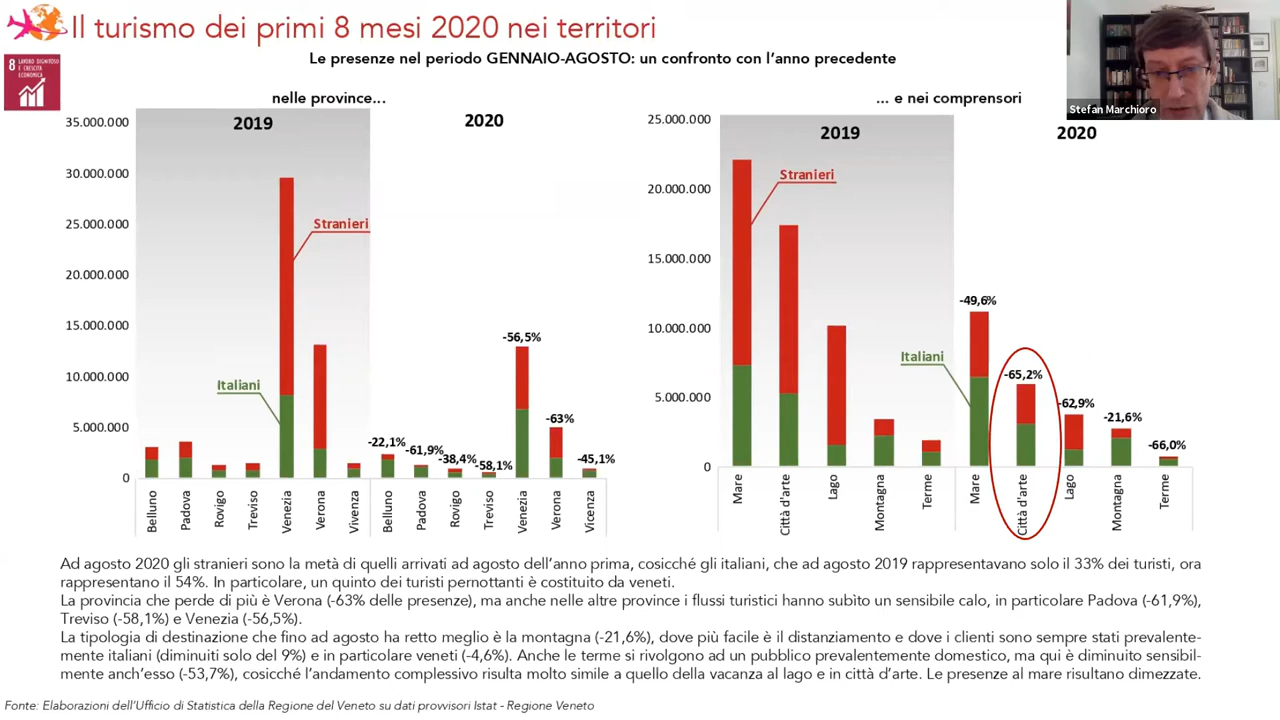 Il turismo dei primi 8 mesi 2020 nei territori
Le presenze nel periodo GENNAIO-AGOSTO: un confronto con l'anno precedente
8 LAVORO DIGNITOSO
E CRESCITA
ECONOMICA
Stefan Marchioro
nelle province...
35.000.000
30.000.000
25.000.000
20.000.000
15.000.000
10.000.000
5.000.000
0
2019
2020
Stranieri
Italiani
-22,1%
-61,9%
-38,4%
-58,1%
-56,5%
-63%
-45,1%
Belluno
Padova
Rovigo
Treviso
Venezia
Verona
Vivenza
Belluno
Padova
Rovigo
Treviso
Venezia
Verona
Vicenza
... e nei comprensori
25.000.000
20.000.000
15.000.000
10.000.000
5.000.000
0
2019
2020
Stranieri
Italiani
-49,6%
-65,2%
-62,9%
-21,6%
-66,0%
Mare
Città d'arte
Lago
Montagna
Terme
Mare
Città d'arte
Lago
Montagna
Terme
Ad agosto 2020 gli stranieri sono la metà di quelli arrivati ad agosto dell'anno prima, cosicché gli italiani, che ad agosto 2019 rappresentavano solo il 33% dei turisti, ora
rappresentano il 54%. In particolare, un quinto dei turisti pernottanti è costituito da veneti.
La provincia che perde di più è Verona (-63% delle presenze), ma anche nelle altre province i flussi turistici hanno subìto un sensibile calo, in particolare Padova (-61,9%),
Treviso (-58,1%) e Venezia (-56,5%).
La tipologia di destinazione che fino ad agosto ha retto meglio è la montagna (-21,6%), dove più facile è il distanziamento e dove i clienti sono sempre stati prevalente-
mente italiani (diminuiti solo del 9%) e in particolare veneti (-4,6%). Anche le terme si rivolgono ad un pubblico prevalentemente domestico, ma qui è diminuito sensibil-
mente anch'esso (-53,7%), cosicché l'andamento complessivo risulta molto simile a quello della vacanza al lago e in città d'arte. Le presenze al mare risultano dimezzate.
Fonte: Elaborazioni dell'Ufficio di Statistica della Regione del Veneto su dati provvisori Istat - Regione Veneto